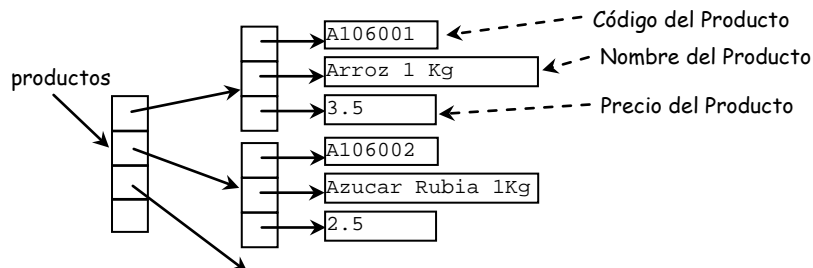 A106001
Código del Producto
Arroz 1 Kg
Nombre del Producto
productos
3.5
Precio del Producto
A106002
Azucar Rubia 1Kg
2.5